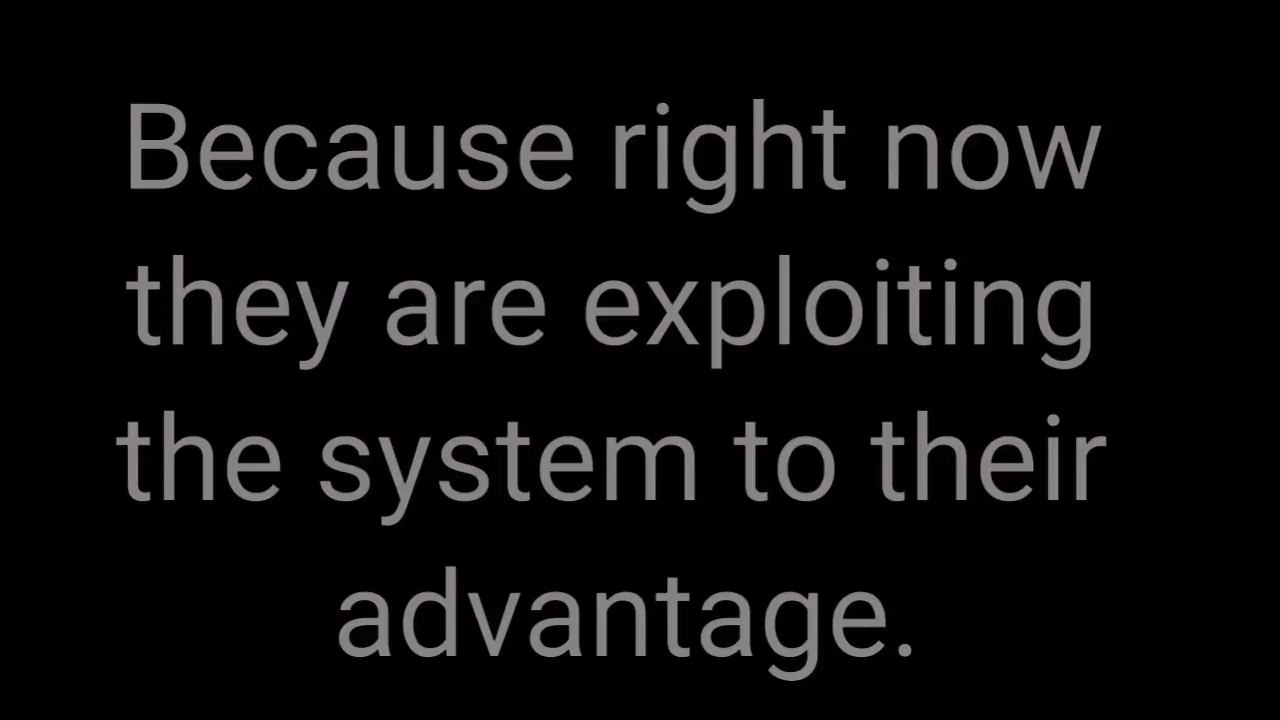 Because right now
they are exploiting
the system to their
advantage.